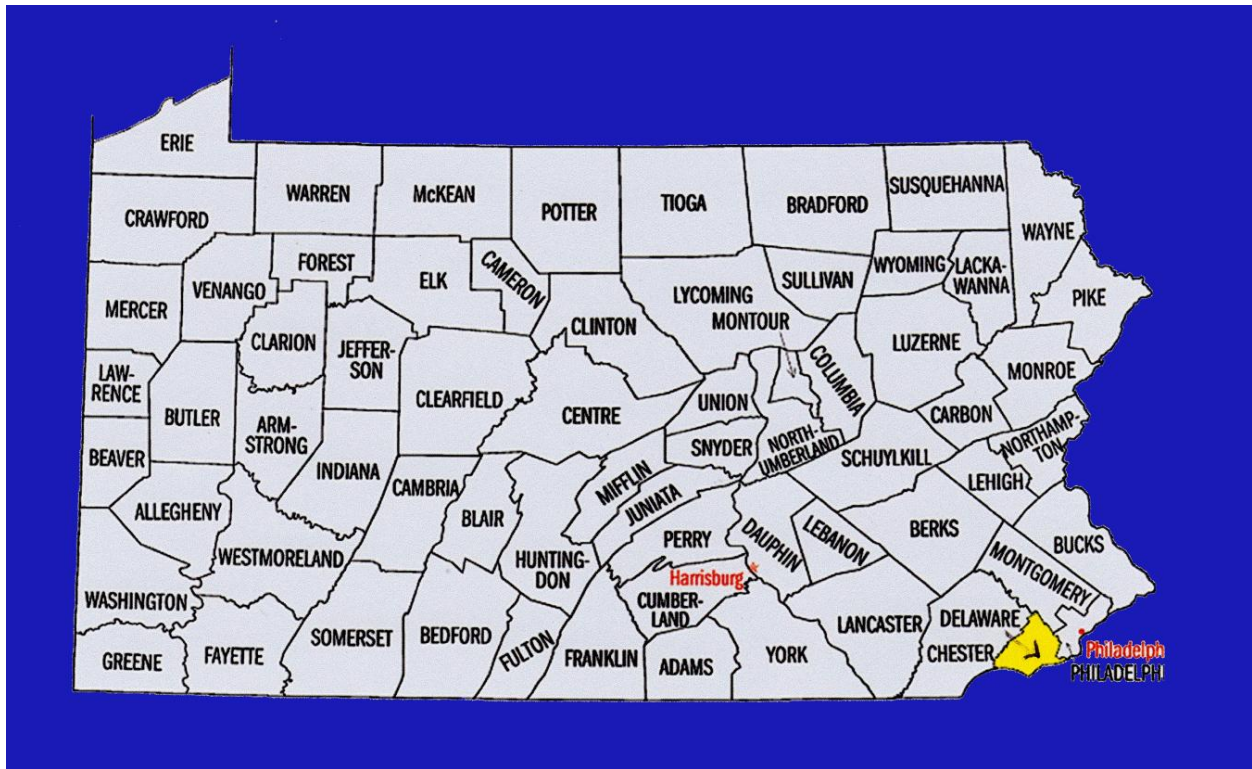 ERIE
WARREN
McKEAN
POTTER
TIOGA
BRADFORD
SUSQUEHANNA
WAYNE
CRAWFORD
FOREST
ELK
CAMERON
SULLIVAN
WYOMING
LACKA-
WANNA
PIKE
MERCER
VENANGO
CLARION
JEFFER-
SON
CLINTON
LYCOMING
MONTOUR
COLUMBIA
LUZERNE
MONROE
LAW-
RENCE
BUTLER
ARM-
STRONG
CLEARFIELD
CENTRE
UNION
SNYDER
NORTH-
UMBERLAND
CARBON
NORTHAMP-
TON
BEAVER
INDIANA
CAMBRIA
BLAIR
MIFFLIN
JUNIATA
SCHUYLKILL
LEHIGH
ALLEGHENY
WESTMORELAND
HUNTING-
DON
PERRY
DAUPHIN
LEBANON
BERKS
MONTGOMERY
BUCKS
Harrisburg
WASHINGTON
SOMERSET
BEDFORD
FULTON
FRANKLIN
CUMBER-
LAND
ADAMS
YORK
LANCASTER
DELAWARE
CHESTER
GREENE
FAYETTE
Philadelph
PHILADELPHI